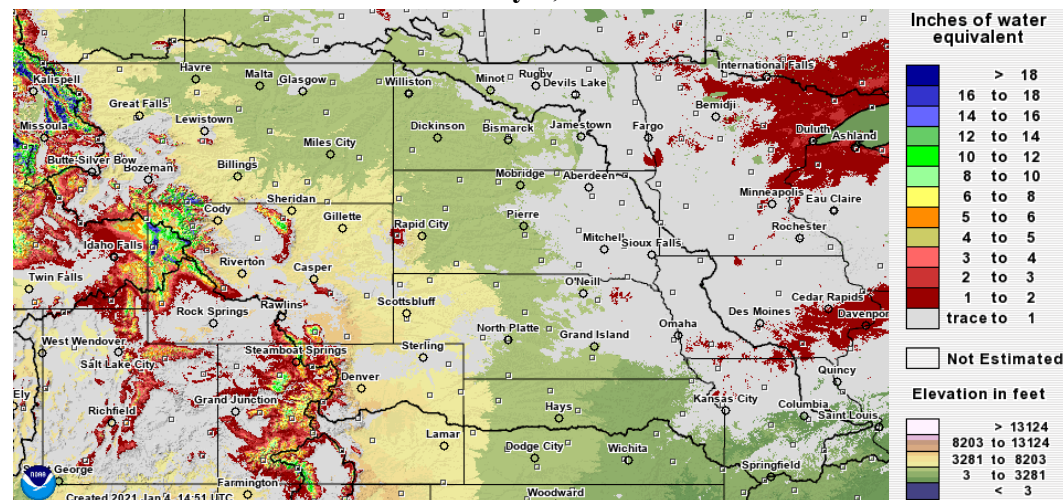 Inches of water
equivalent
> 18
16 to 18
14 to 16
12 to 14
10 to 12
8 to 10
6 to 8
5 to 6
4 to 5
3 to 4
2 to 3
1 to 2
trace to 1
Not Estimated
Elevation in feet
> 13124
8203 to 13124
3281 to 8203
3 to 3281
< 3
Kalispell
Havre
Malta
Glasgow
Williston
Minot
Rugby
Devils Lake
International Falls
Great Falls
Lewistown
Bemidji
Missoula
Miles City
Dickinson
Bismarck
Jamestown
Fargo
Duluth
Ashland
Butte-Silver Bow
Bozeman
Billings
Mobridge
Aberdeen
Minneapolis
Eau Claire
Cody
Sheridan
Gillette
Rapid City
Pierre
Mitchell
Sioux Falls
Rochester
Idaho Falls
Riverton
Casper
Twin Falls
Rock Springs
Rawlins
Scottsbluff
O'Neill
Cedar Rapids
Davenpor
West Wendover
Salt Lake City
Steamboat Springs
Sterling
North Platte
Grand Island
Omaha
Des Moines
Ely
Denver
Quincy
Richfield
Grand Junction
Hays
Kansas City
Columbia
Saint Louis
Lamar
Dodge City
Wichita
Springfield
George
Farmington
Woodward
NOAA
Created 2021 Jan 4, 14:51 UTC